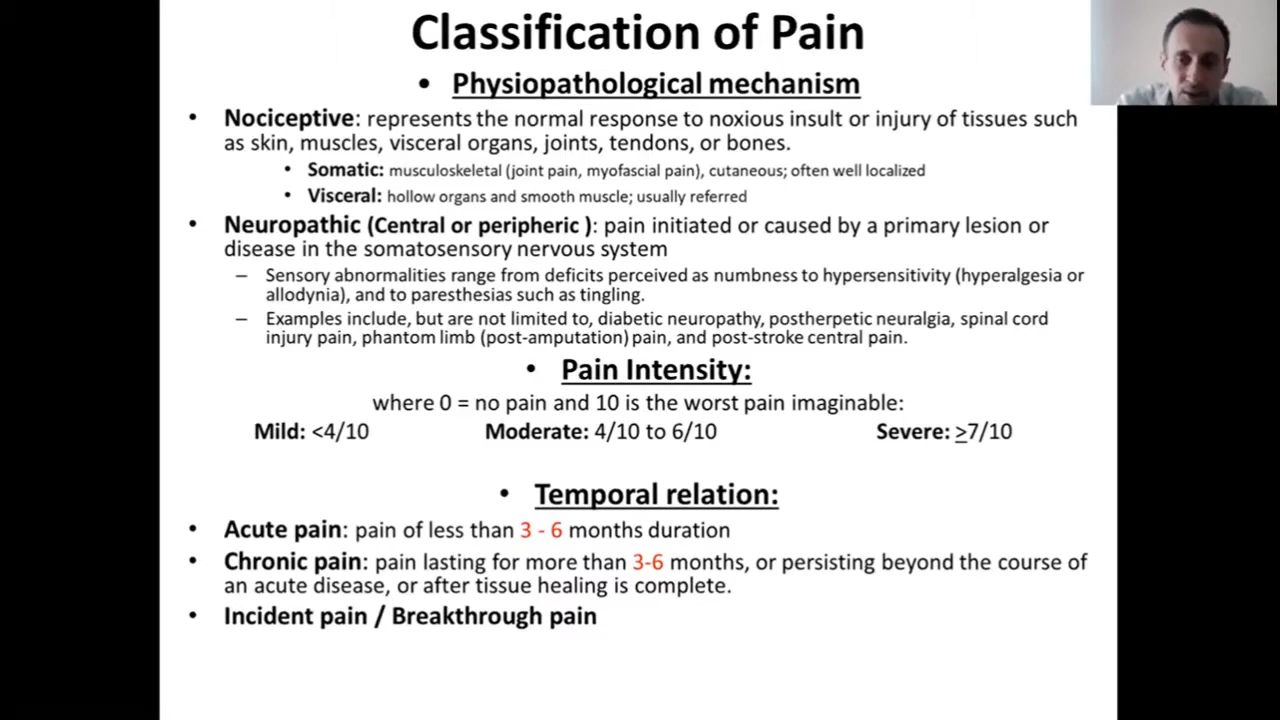 Classification of Pain
• Physiopathological mechanism
• Nociceptive: represents the normal response to noxious insult or injury of tissues such
as skin, muscles, visceral organs, joints, tendons, or bones.
• Somatic: musculoskeletal (joint pain, myofascial pain), cutaneous; often well localized
• Visceral: hollow organs and smooth muscle; usually referred
• Neuropathic (Central or peripheric ): pain initiated or caused by a primary lesion or
disease in the somatosensory nervous system
– Sensory abnormalities range from deficits perceived as numbness to hypersensitivity (hyperalgesia or
allodynia), and to paresthesias such as tingling.
– Examples include, but are not limited to, diabetic neuropathy, postherpetic neuralgia, spinal cord
injury pain, phantom limb (post-amputation) pain, and post-stroke central pain.
• Pain Intensity:
where 0 = no pain and 10 is the worst pain imaginable:
Mild: <4/10 Moderate: 4/10 to 6/10 Severe: ≥7/10
• Temporal relation:
• Acute pain: pain of less than 3 - 6 months duration
• Chronic pain: pain lasting for more than 3-6 months, or persisting beyond the course of
an acute disease, or after tissue healing is complete.
• Incident pain / Breakthrough pain